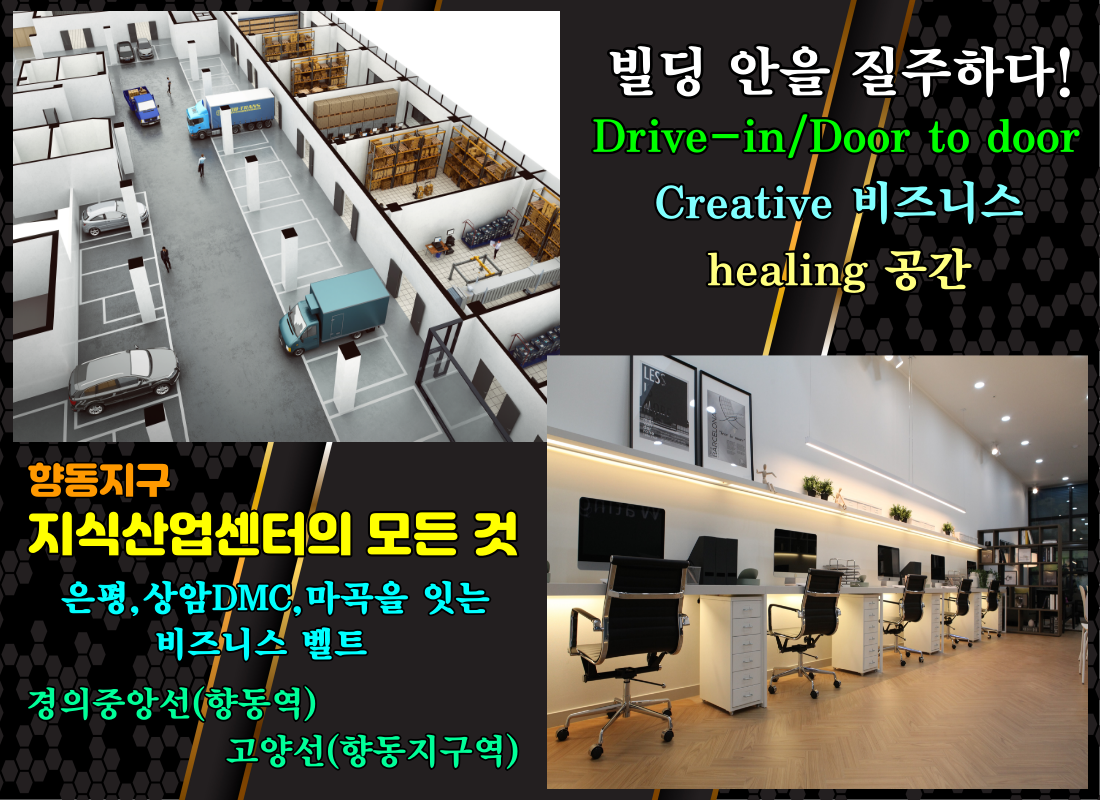 빌딩 안을 질주하다!
Drive-in/Door to door
Creative 비즈니스
healing 공간
향동지구
지식산업센터의 모든 것
은평,상암DMC,마곡을 잇는
비즈니스 벨트
경의중앙선(향동역)
고양선(향동지구역)
LESS